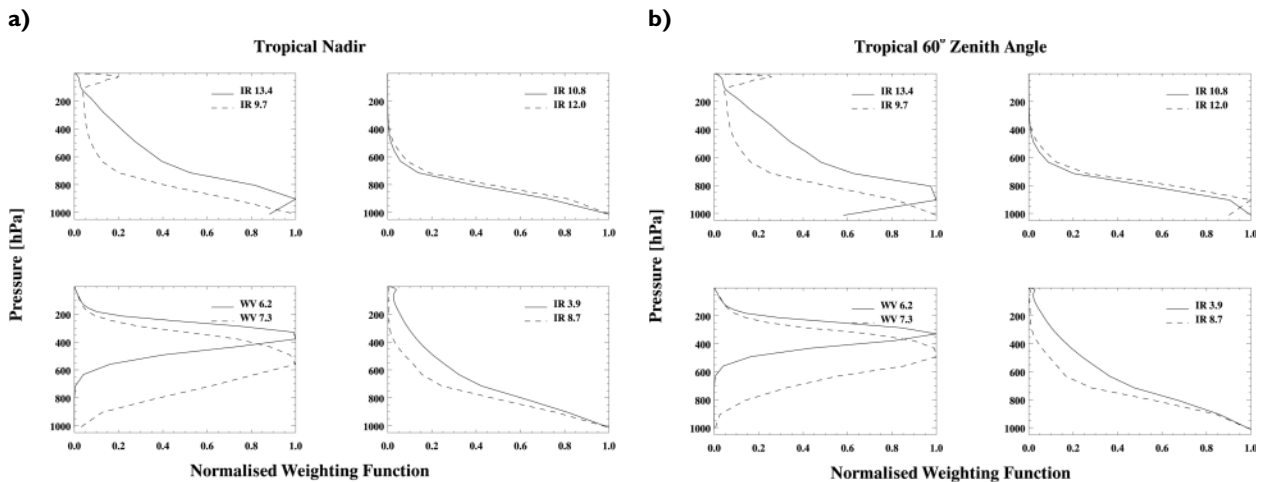 a)
Tropical Nadir
IR 13.4
IR 9.7
200
400
600
800
1000
0.0 0.2 0.4 0.6 0.8 1.0
IR 10.8
IR 12.0
200
400
600
800
1000
0.0 0.2 0.4 0.6 0.8 1.0
WV 6.2
WV 7.3
200
400
600
800
1000
0.0 0.2 0.4 0.6 0.8 1.0
IR 3.9
IR 8.7
200
400
600
800
1000
0.0 0.2 0.4 0.6 0.8 1.0
Pressure [hPa]
Normalised Weighting Function
b)
Tropical 60° Zenith Angle
IR 13.4
IR 9.7
200
400
600
800
1000
0.0 0.2 0.4 0.6 0.8 1.0
IR 10.8
IR 12.0
200
400
600
800
1000
0.0 0.2 0.4 0.6 0.8 1.0
WV 6.2
WV 7.3
200
400
600
800
1000
0.0 0.2 0.4 0.6 0.8 1.0
IR 3.9
IR 8.7
200
400
600
800
1000
0.0 0.2 0.4 0.6 0.8 1.0
Pressure [hPa]
Normalised Weighting Function